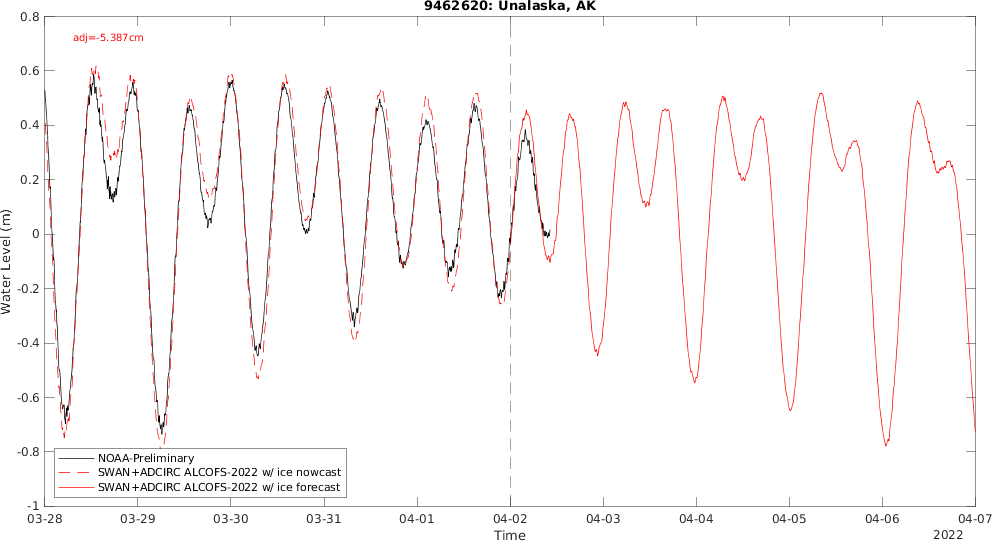 9462620: Unalaska, AK
adj=-5.387cm
Water Level (m)
0.8
0.6
0.4
0.2
0
-0.2
-0.4
-0.6
-0.8
-1
NOAA-Preliminary
SWAN+ADCIRC ALCOFS-2022 w/ ice nowcast
SWAN+ADCIRC ALCOFS-2022 w/ ice forecast
03-28 03-29 03-30 03-31 04-01 04-02 04-03 04-04 04-05 04-06 04-07
Time
2022